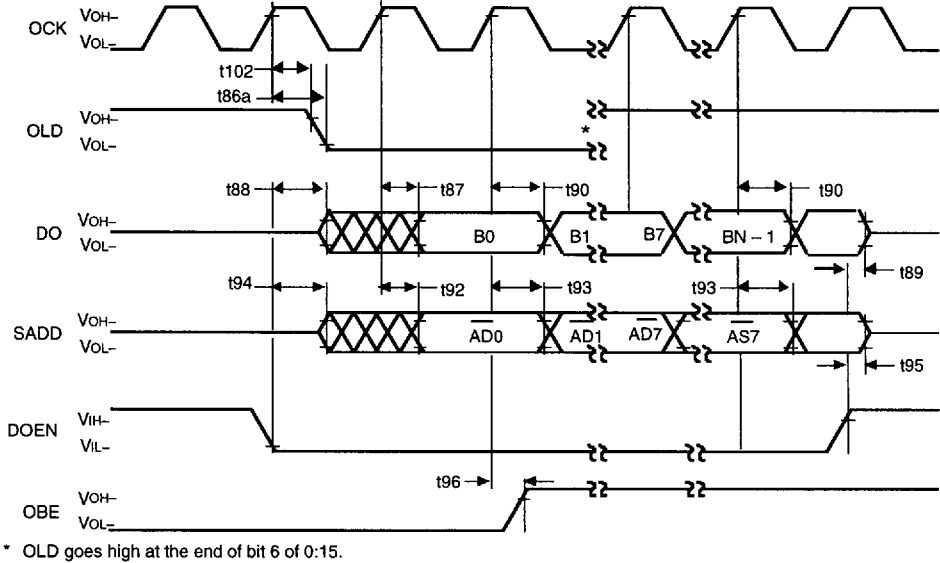 OCK
VOH–
VOL–
t102
t86a
OLD
VOH–
VOL–
*
t88
t87
t90
t90
DO
VOH–
VOL–
B0
B1
B7
BN – 1
t89
t94
t92
t93
t93
SADD
VOH–
VOL–
AD0
AD1
AD7
AS7
t95
DOEN
VIH–
VIL–
t96
OBE
VOH–
VOL–
* OLD goes high at the end of bit 6 of 0:15.